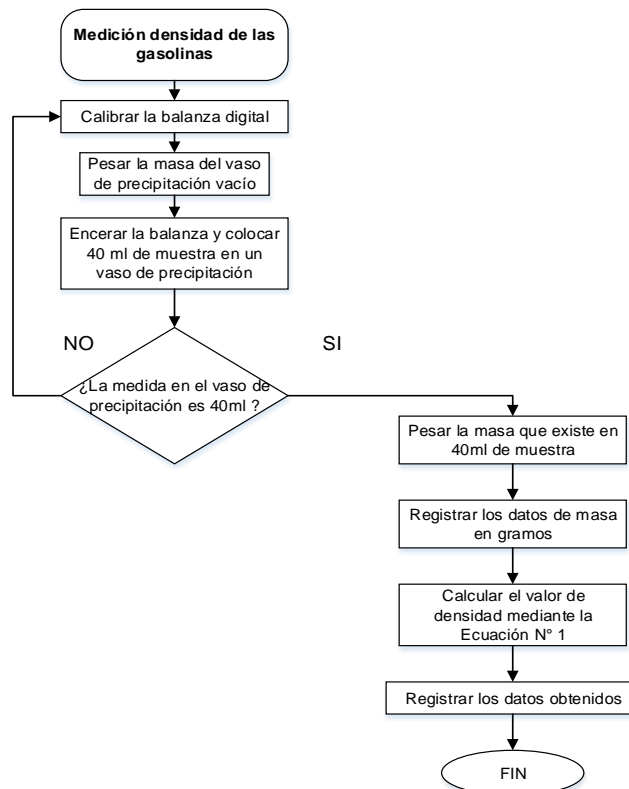 Medición densidad de las
gasolinas
Calibrar la balanza digital
Pesar la masa del vaso
de precipitación vacío
Encerar la balanza y colocar
40 ml de muestra en un
vaso de precipitación
NO
SI
¿La medida en el vaso de
precipitación es 40ml ?
Pesar la masa que existe en
40ml de muestra
Registrar los datos de masa
en gramos
Calcular el valor de
densidad mediante la
Ecuación N° 1
Registrar los datos obtenidos
FIN